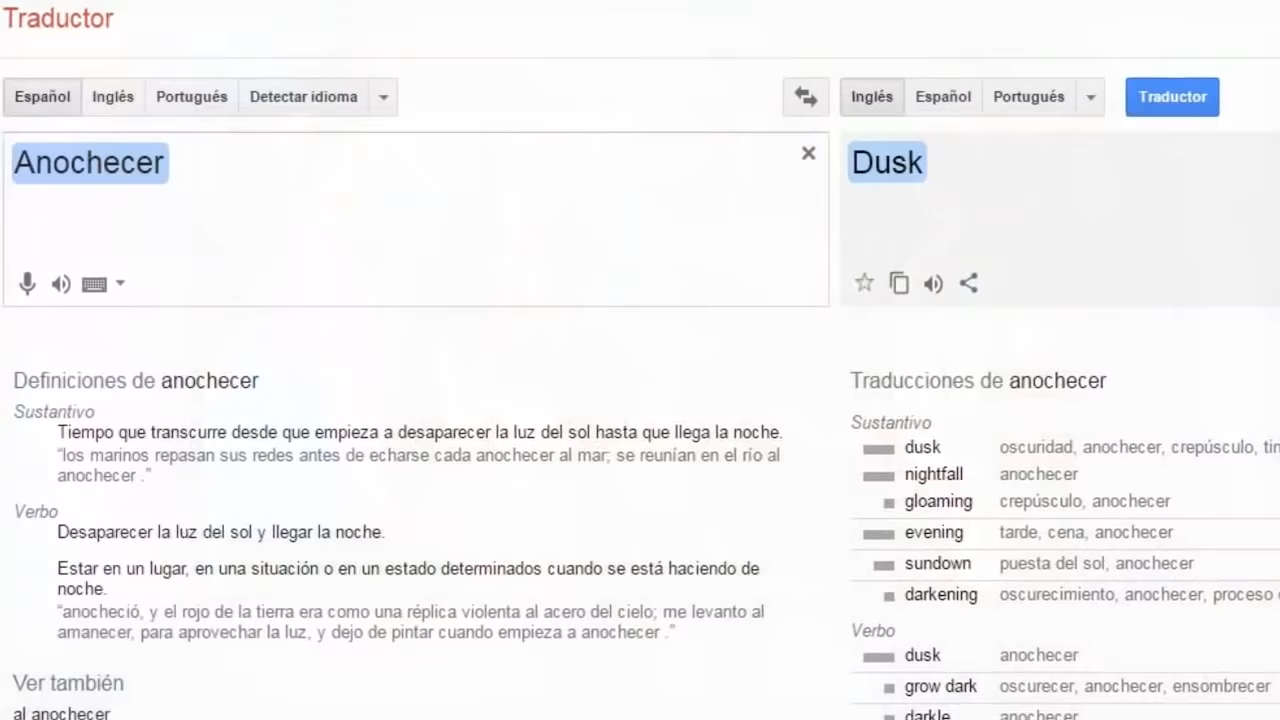 Traductor
Español Inglés Portugués Detectar idioma
Inglés Español Portugués Traductor
Anochecer
Dusk
Definiciones de anochecer
Sustantivo
Tiempo que transcurre desde que empieza a desaparecer la luz del sol hasta que llega la noche.
“los marinos repasan sus redes antes de echarse cada anochecer al mar; se reunían en el río al
anochecer .”
Verbo
Desaparecer la luz del sol y llegar la noche.
Estar en un lugar, en una situación o en un estado determinados cuando se está haciendo de
noche.
“anocheció, y el rojo de la tierra era como una réplica violenta al acero del cielo; me levanto al
amanecer, para aprovechar la luz, y dejo de pintar cuando empieza a anochecer .”
Ver también
al anochecer
Traducciones de anochecer
Sustantivo
dusk oscuridad, anochecer, crepúsculo,
nightfall anochecer
gloaming crepúsculo, anochecer
evening tarde, cena, anochecer
sundown puesta del sol, anochecer
darkening oscurecimiento, anochecer, proceso
Verbo
dusk anochecer
grow dark oscurecer, anochecer, ensombrecer
darkle anochecer